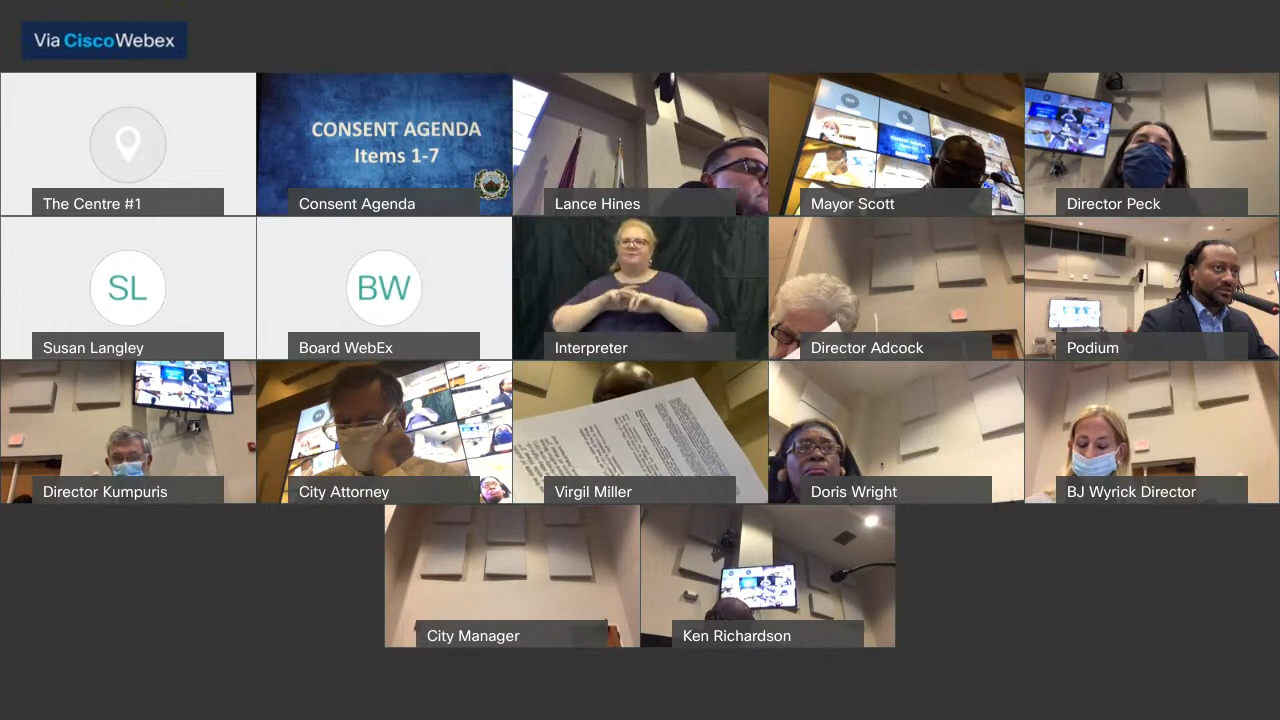 Via Cisco Webex
The Centre #1
CONSENT AGENDA
Items 1-7
Consent Agenda
Lance Hines
Mayor Scott
Director Peck
SL
Susan Langley
BW
Board WebEx
Interpreter
Director Adcock
Podium
Director Kumpuris
City Attorney
Virgil Miller
Doris Wright
BJ Wyrick Director
City Manager
Ken Richardson